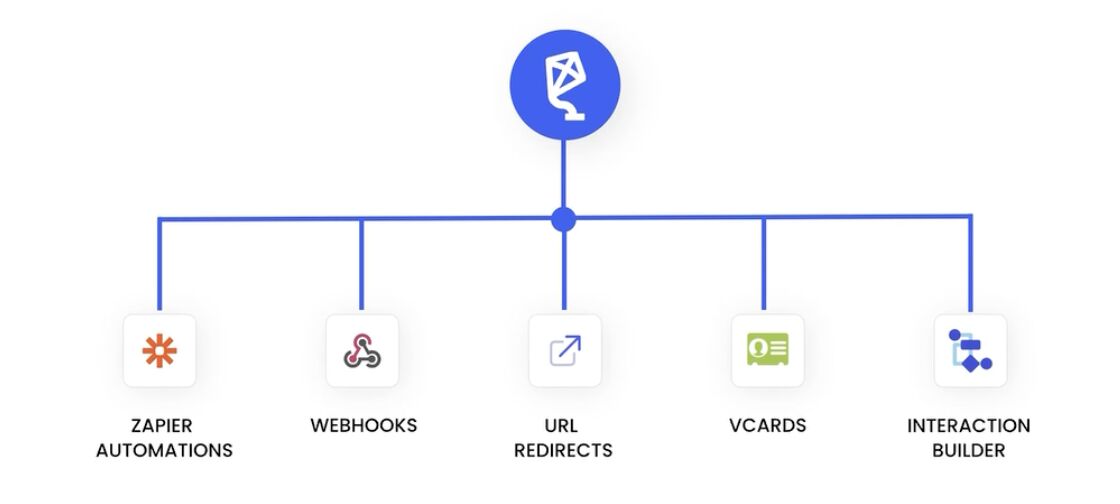 ZAPIER
AUTOMATIONS
WEBHOOKS
URL
REDIRECTS
VCARDS
INTERACTION
BUILDER